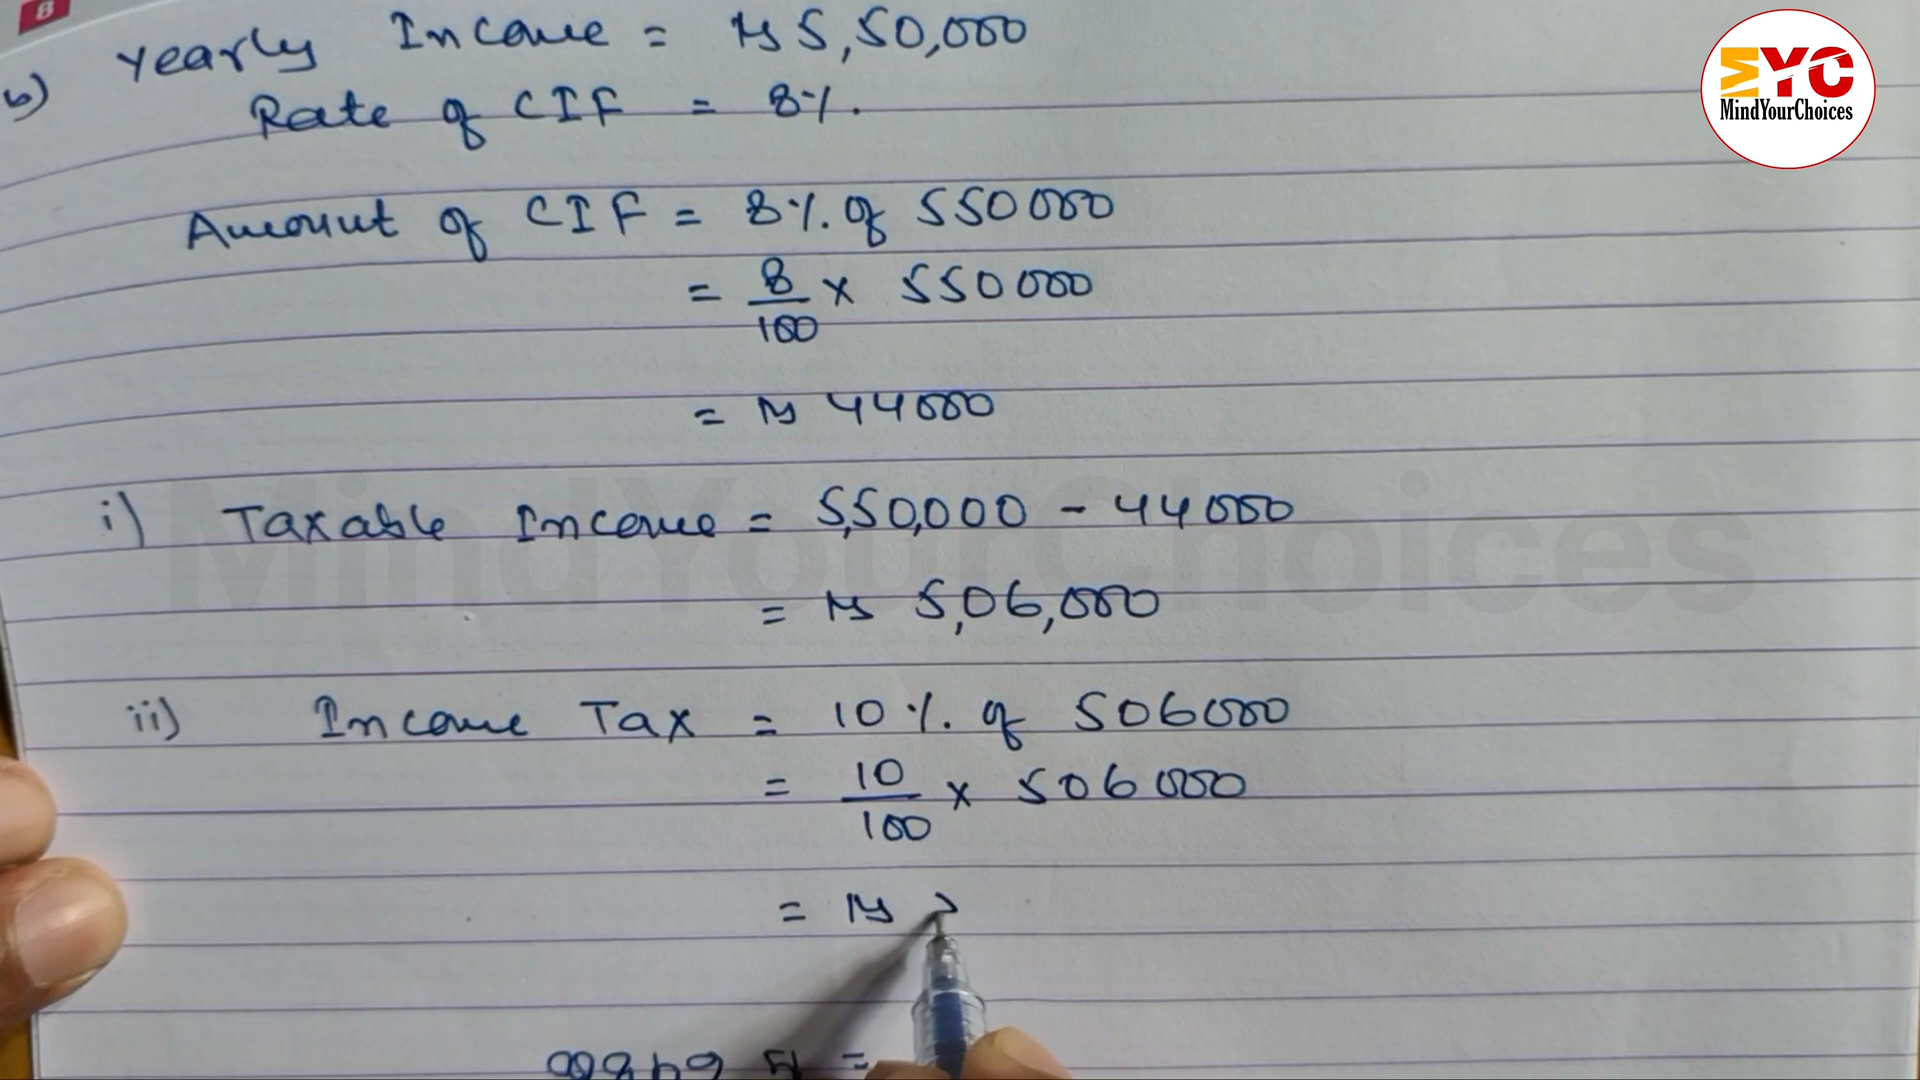 8
MYC
MindYourChoices
b) Yearly Income = Rs 5,50,000
Rate of CIF = 8%.
Amount of CIF = 8% of 550000
= 8/100 × 550000
= Rs 44000
i) Taxable Income = 5,50,000 - 44000
= Rs 5,06,000
ii) Income Tax = 10% of 506000
= 10/100 × 506000
= Rs
MindYourChoices